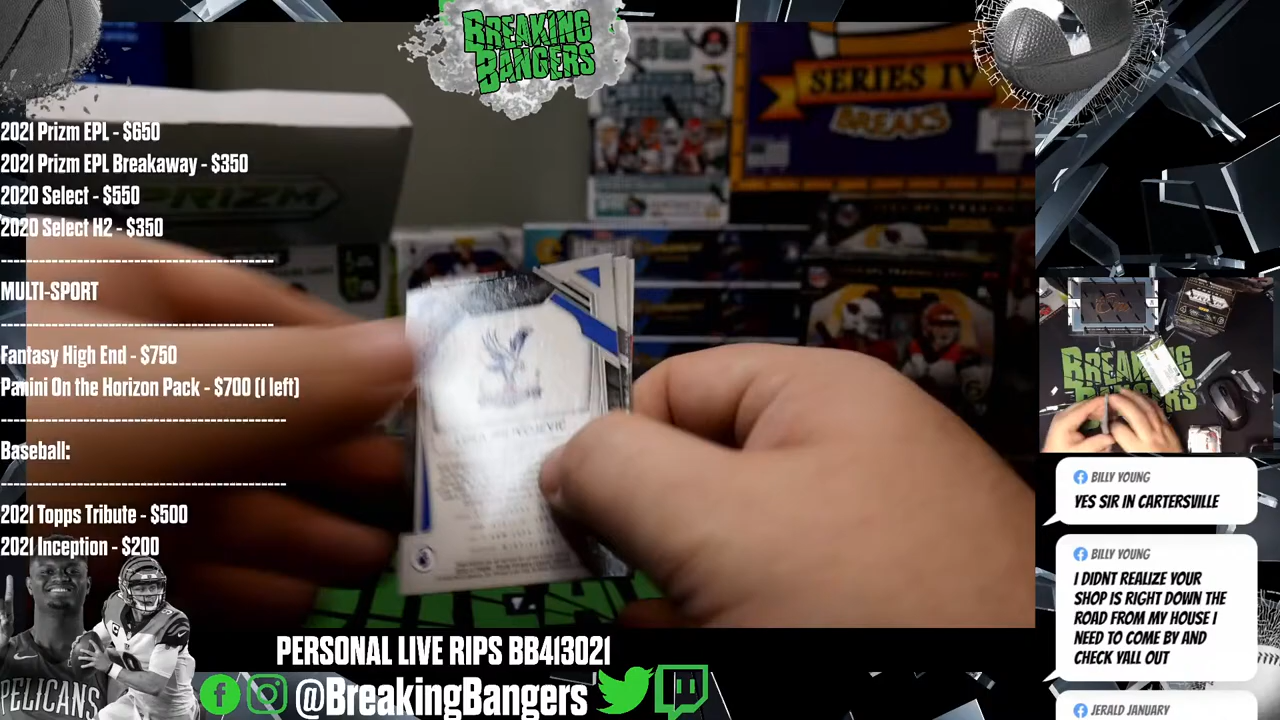 BREAKING
BANGERS
SERIES IV
BREAKS
2021 Prizm EPL - $650
2021 Prizm EPL Breakaway - $350
2020 Select - $550
2020 Select H2 - $350
PRIZM
------------------------------------------
MULTI-SPORT
------------------------------------------
Fantasy High End - $750
Panini On the Horizon Pack - $700 (1 left)
--------------------------------------------
Baseball:
--------------------------------------------
2021 Topps Tribute - $500
2021 Inception - $200
PELICANS
PERSONAL LIVE RIPS BB413021
@BreakingBangers
BREAKING
BILLY YOUNG
YES SIR IN CARTERSVILLE
BILLY YOUNG
I DIDNT REALIZE YOUR
SHOP IS RIGHT DOWN THE
ROAD FROM MY HOUSE I
NEED TO COME BY AND
CHECK YALL OUT
JERALD JANUARY